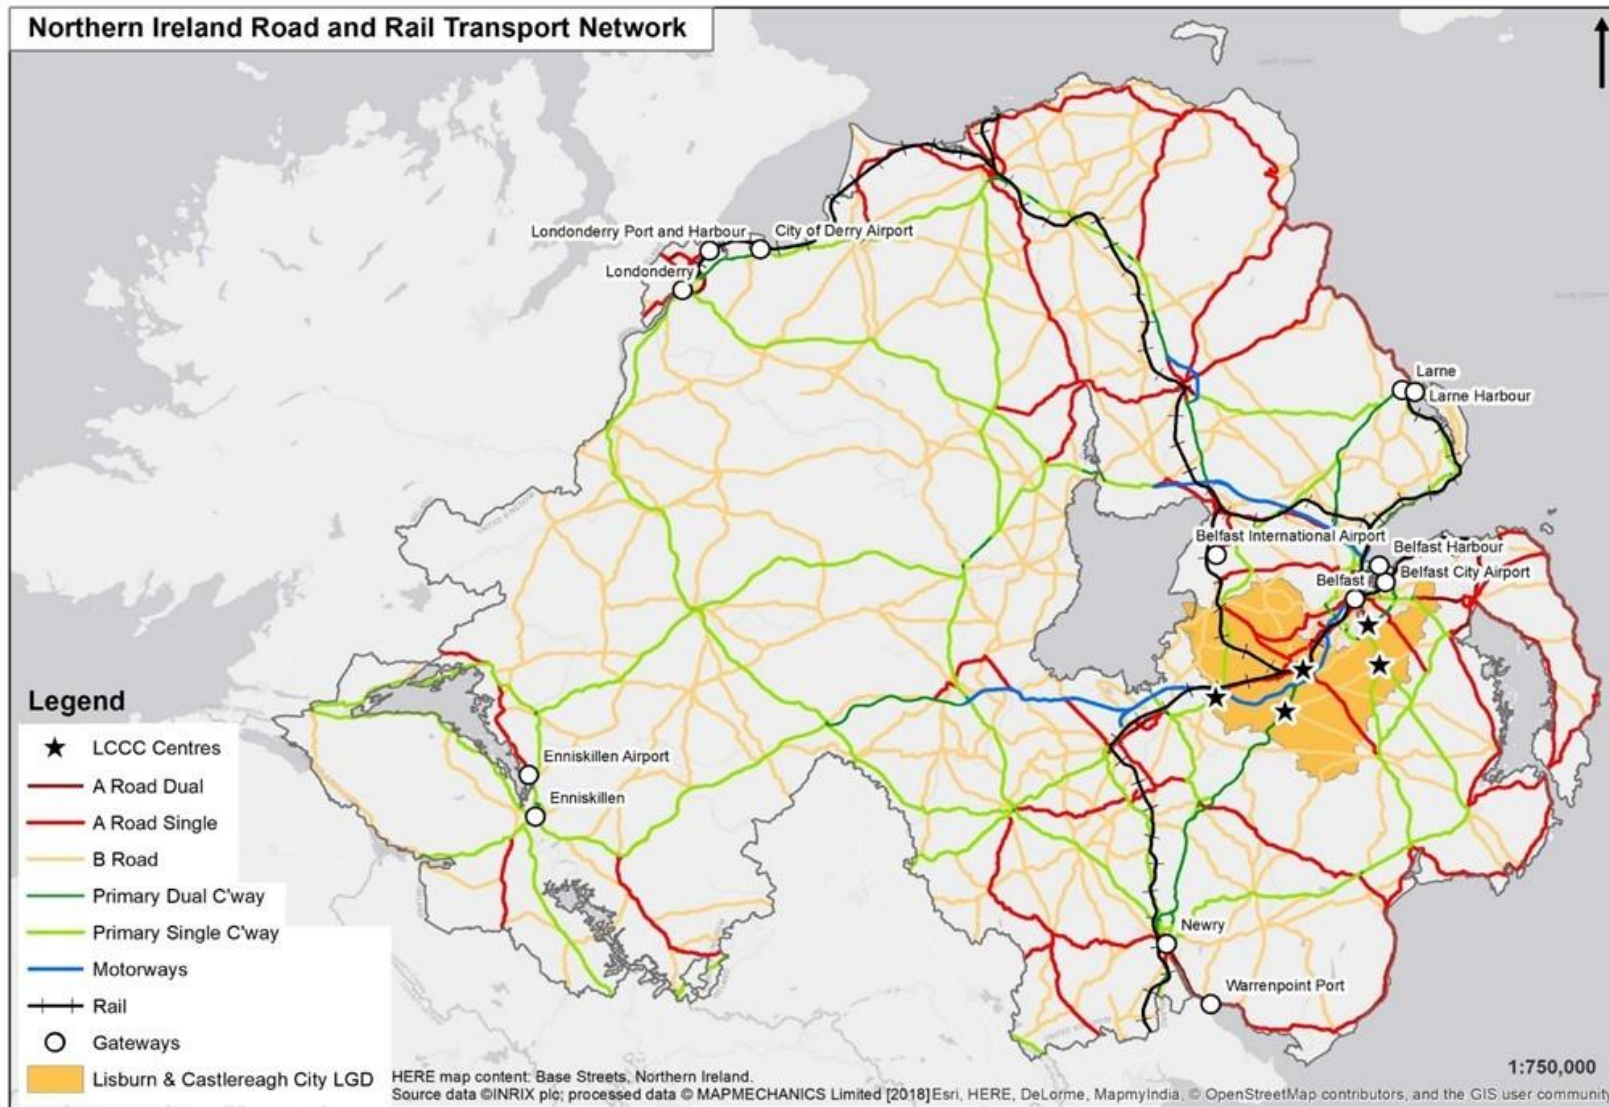 Northern Ireland Road and Rail Transport Network
Londonderry Port and Harbour
City of Derry Airport
Londonderry
Larne
Larne Harbour
Belfast International Airport
Belfast Harbour
Belfast
Belfast City Airport
Enniskillen Airport
Enniskillen
Newry
Warrenpoint Port
Legend
LCCC Centres
A Road Dual
A Road Single
B Road
Primary Dual C'way
Primary Single C'way
Motorways
Rail
Gateways
Lisburn & Castlereagh City LGD
1:750,000
HERE map content: Base Streets, Northern Ireland.
Source data ©INRIX plc; processed data © MAPMECHANICS Limited [2018] Esri, HERE, DeLorme, MapmyIndia, © OpenStreetMap contributors, and the GIS user community